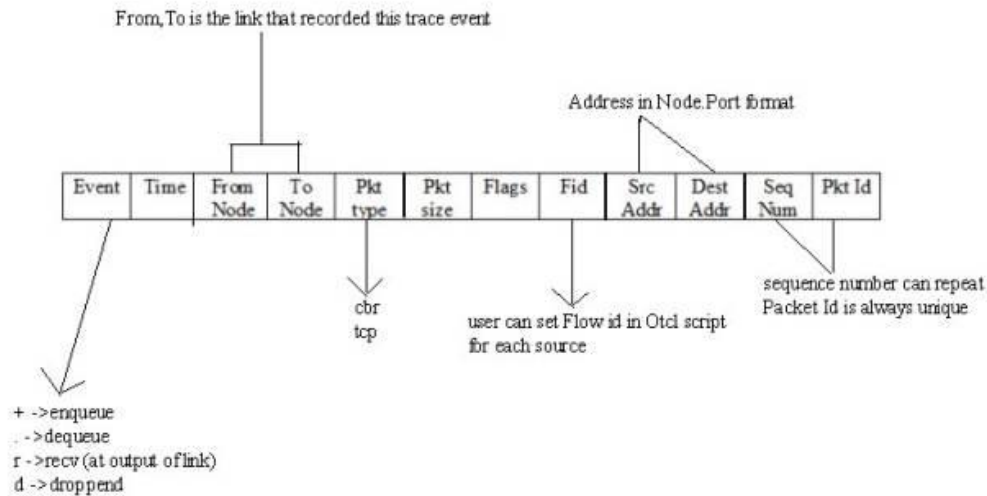 From,To is the link that recorded this trace event
Address in Node.Port format
Event Time From Node To Node Pkt type Pkt size Flags Fid Src Addr Dest Addr Seq Num Pkt Id
cbr
tcp
user can set Flow id in Otcl script
for each source
sequence number can repeat
Packet Id is always unique
+ ->enqueue
. ->dequeue
r ->recv (at output of link)
d ->droppend